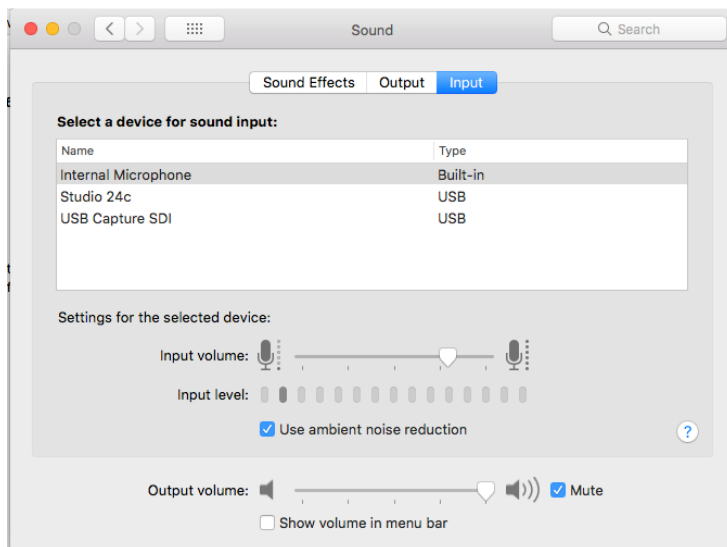 Sound
Search
Sound Effects Output Input
Select a device for sound input:
Name Type
Internal Microphone Built-in
Studio 24c USB
USB Capture SDI USB
Settings for the selected device:
Input volume:
Input level:
Use ambient noise reduction
?
Output volume: Mute
Show volume in menu bar